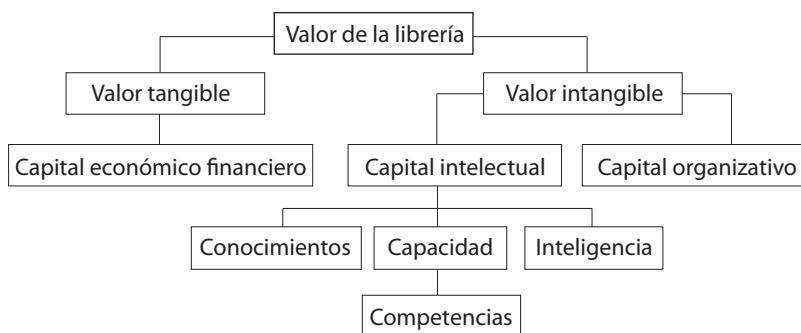 Valor de la librería
Valor tangible
Valor intangible
Capital económico financiero
Capital intelectual
Capital organizativo
Conocimientos
Capacidad
Inteligencia
Competencias